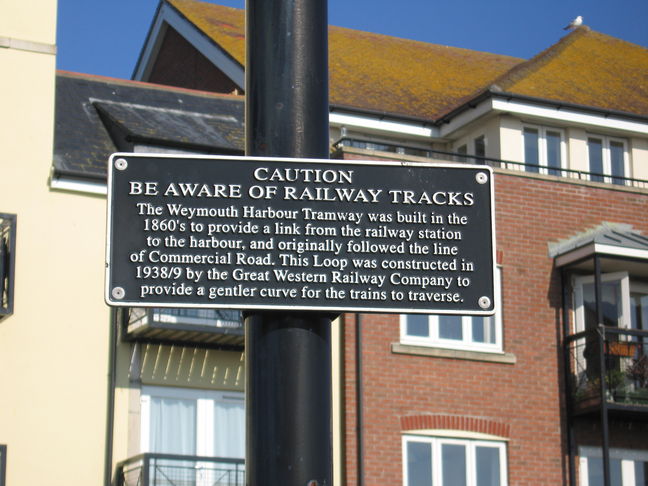 CAUTION
BE AWARE OF RAILWAY TRACKS
The Weymouth Harbour Tramway was built in the
1860's to provide a link from the railway station
to the harbour, and originally followed the line
of Commercial Road. This Loop was constructed in
1938/9 by the Great Western Railway Company to
provide a gentler curve for the trains to traverse.